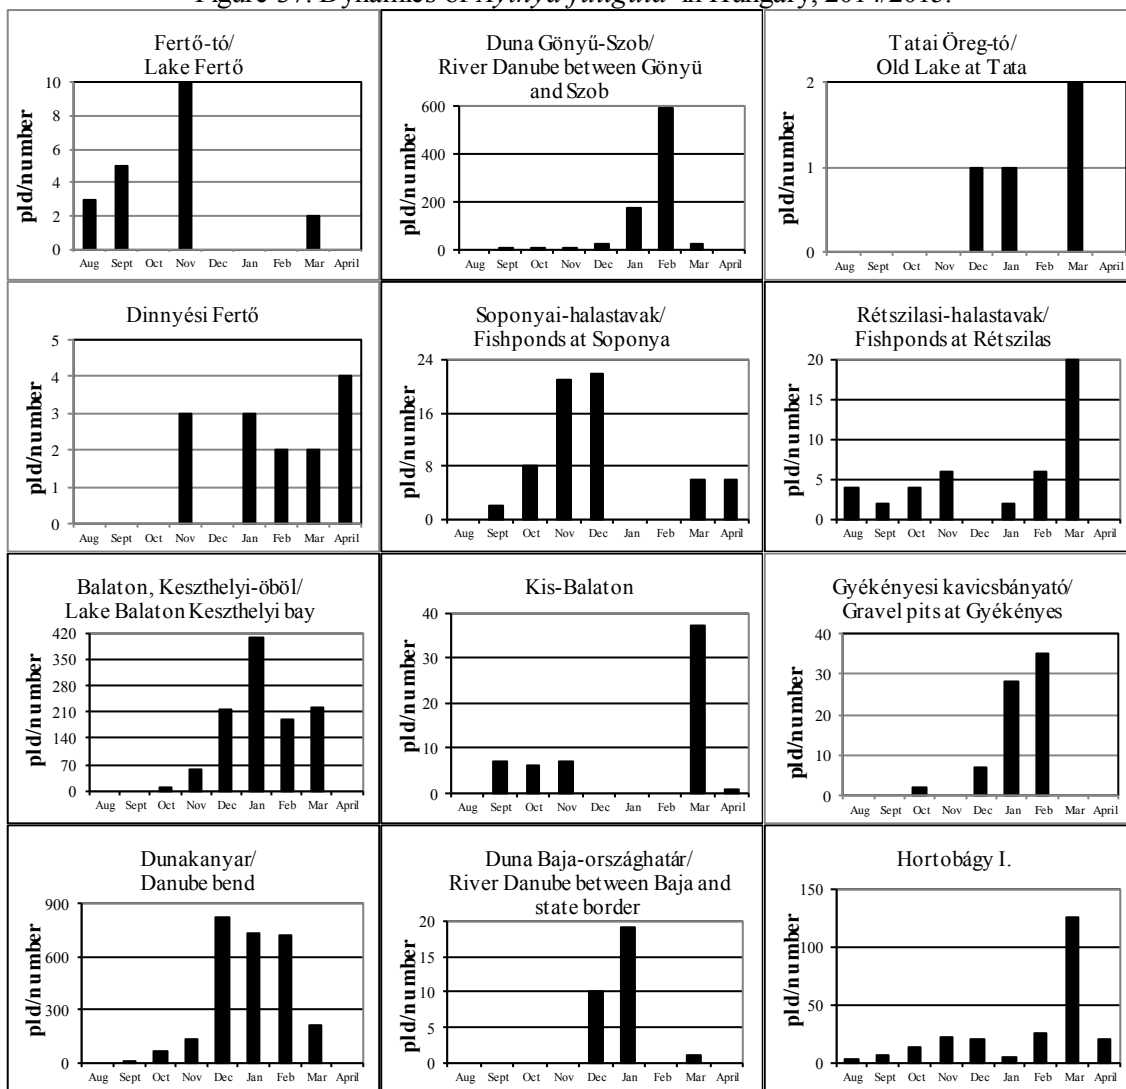 Figure 37. Dynamics of Aythya fuligula in Hungary, 2014/2015.
Fertő-tó/
Lake Fertő
pld/number
10
8
6
4
2
0
Aug Sept Oct Nov Dec Jan Feb Mar April
Duna Gönyű-Szob/
River Danube between Gönyü
and Szob
pld/number
600
400
200
0
Aug Sept Oct Nov Dec Jan Feb Mar April
Tatai Öreg-tó/
Old Lake at Tata
pld/number
2
1
0
Aug Sept Oct Nov Dec Jan Feb Mar April
Dinnyési Fertő
pld/number
5
4
3
2
1
0
Aug Sept Oct Nov Dec Jan Feb Mar April
Soponyai-halastavak/
Fishponds at Soponya
pld/number
24
16
8
0
Aug Sept Oct Nov Dec Jan Feb Mar April
Rétszilasi-halastavak/
Fishponds at Rétszilas
pld/number
20
15
10
5
0
Aug Sept Oct Nov Dec Jan Feb Mar April
Balaton, Keszthelyi-öböl/
Lake Balaton Keszthelyi bay
pld/number
420
350
280
210
140
70
0
Aug Sept Oct Nov Dec Jan Feb Mar April
Kis-Balaton
pld/number
40
30
20
10
0
Aug Sept Oct Nov Dec Jan Feb Mar April
Gyékényesi kavicsbányató/
Gravel pits at Gyékényes
pld/number
40
30
20
10
0
Aug Sept Oct Nov Dec Jan Feb Mar April
Dunakanyar/
Danube bend
pld/number
900
600
300
0
Aug Sept Oct Nov Dec Jan Feb Mar April
Duna Baja-országhatár/
River Danube between Baja and
state border
pld/number
20
15
10
5
0
Aug Sept Oct Nov Dec Jan Feb Mar April
Hortobágy I.
pld/number
150
100
50
0
Aug Sept Oct Nov Dec Jan Feb Mar April